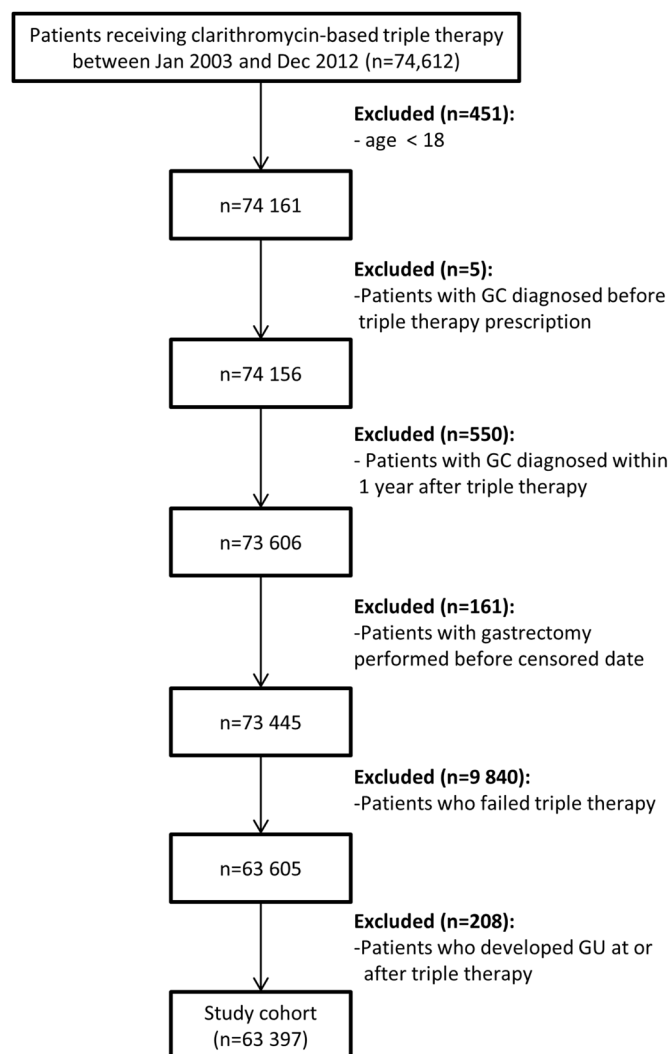 Patients receiving clarithromycin-based triple therapy
between Jan 2003 and Dec 2012 (n=74,612)
Excluded (n=451):
- age < 18
n=74 161
Excluded (n=5):
-Patients with GC diagnosed before
triple therapy prescription
n=74 156
Excluded (n=550):
- Patients with GC diagnosed within
1 year after triple therapy
n=73 606
Excluded (n=161):
-Patients with gastrectomy
performed before censored date
n=73 445
Excluded (n=9 840):
-Patients who failed triple therapy
n=63 605
Excluded (n=208):
-Patients who developed GU at or
after triple therapy
Study cohort
(n=63 397)